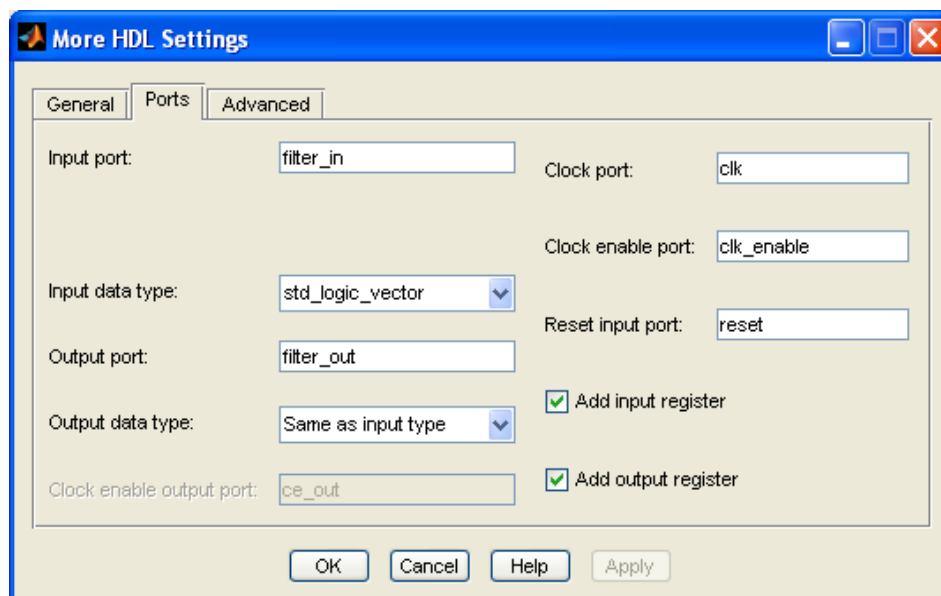 More HDL Settings
General Ports Advanced
Input port: filter_in
Clock port: clk
Clock enable port: clk_enable
Input data type: std_logic_vector
Reset input port: reset
Output port: filter_out
Add input register
Output data type: Same as input type
Add output register
Clock enable output port: ce_out
OK Cancel Help Apply